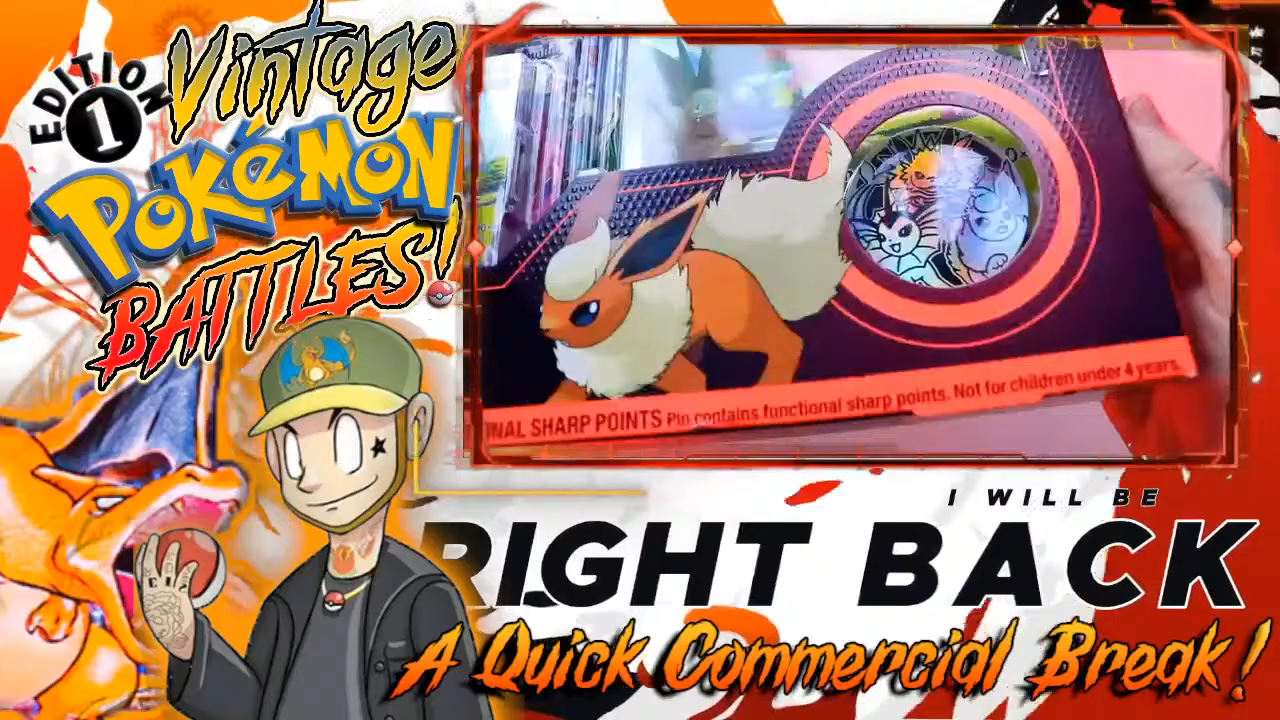 EDITION
1
Vintage
POKéMON
BATTLES!
NAL SHARP POINTS Pin contains functional sharp points. Not for children under 4 years.
I WILL BE
RIGHT BACK
A Quick Commercial Break!